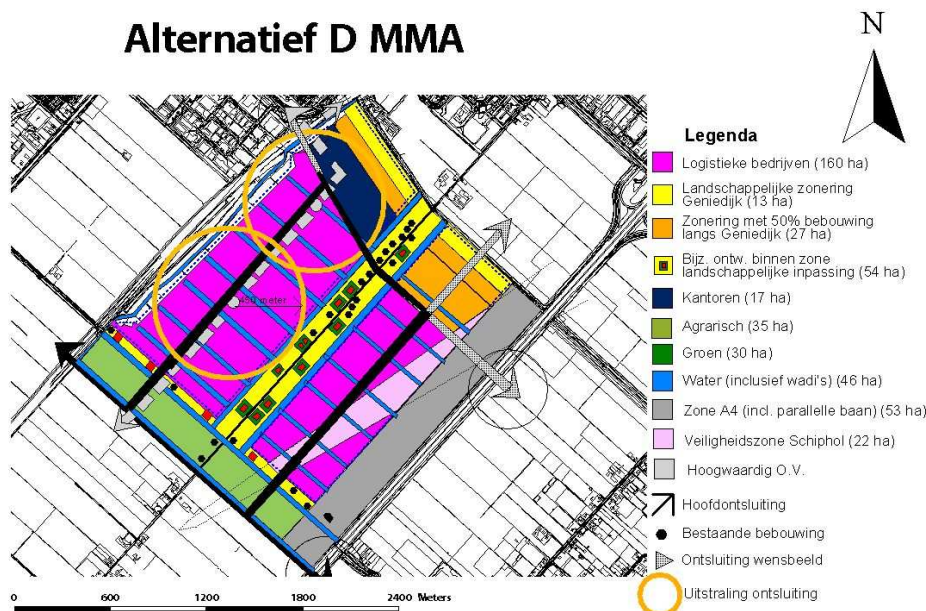 Alternatief D MMA
N
Legenda
Logistieke bedrijven (160 ha)
Landschappelijke zonering
Geniedijk (13 ha)
Zonering met 50% bebouwing
langs Geniedijk (27 ha)
Bijz. ontw. binnen zone
landschappelijke inpassing (54 ha)
Kantoren (17 ha)
Agrarisch (35 ha)
Groen (30 ha)
Water (inclusief wadi's) (46 ha)
Zone A4 (incl. parallelle baan) (53 ha)
Veiligheidszone Schiphol (22 ha)
Hoogwaardig O.V.
Hoofdontsluiting
Bestaande bebouwing
Ontsluiting wensbeeld
Uitstraling ontsluiting
450 meter
0 600 1200 1800 2400 Meters